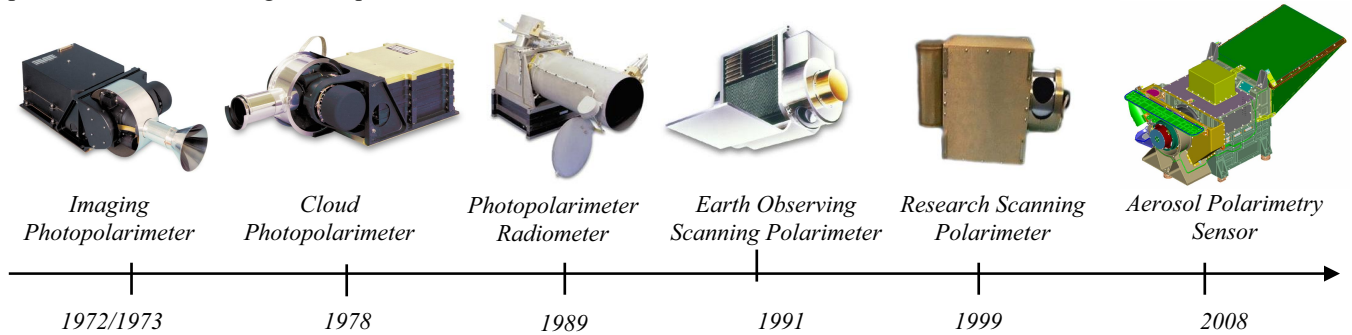 Imaging
Photopolarimeter
Cloud
Photopolarimeter
Photopolarimeter
Radiometer
Earth Observing
Scanning Polarimeter
Research Scanning
Polarimeter
Aerosol Polarimetry
Sensor
1972/1973
1978
1989
1991
1999
2008